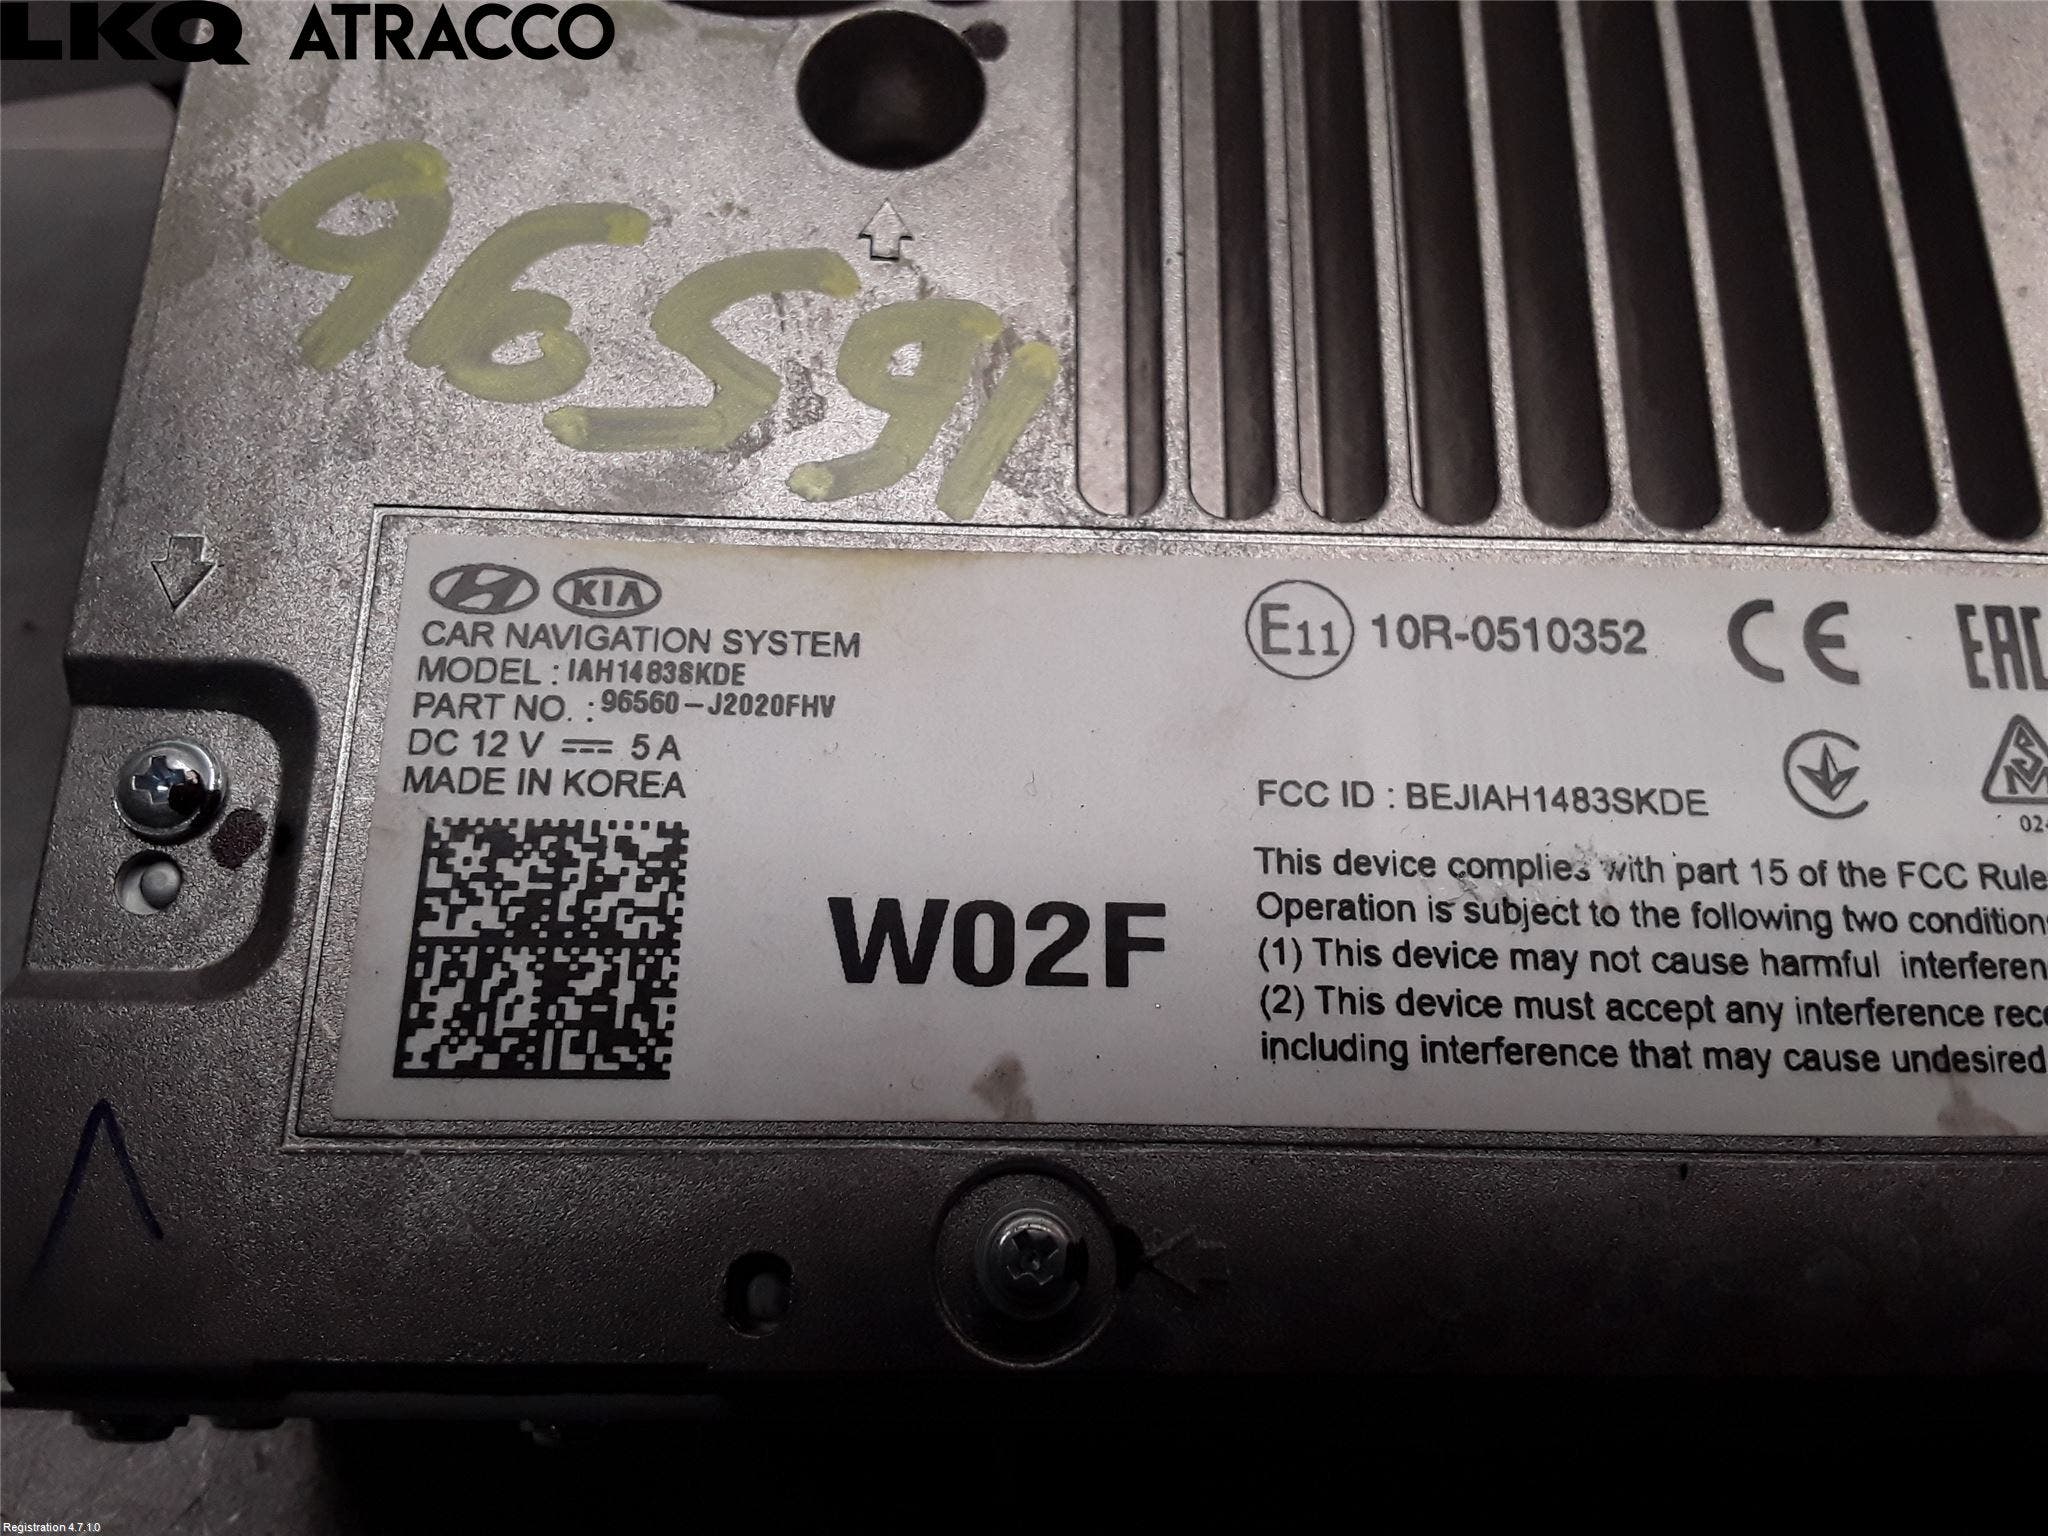 LKQ ATRACCO
96591
KIA
CAR NAVIGATION SYSTEM
MODEL : IAH1483SKDE
PART NO. : 96560-J2020FHV
DC 12 V ⎓ 5 A
MADE IN KOREA
W02F
E11 10R-0510352 CE EAC
FCC ID : BEJIAH1483SKDE
This device complies with part 15 of the FCC Rule
Operation is subject to the following two condition
(1) This device may not cause harmful interferen
(2) This device must accept any interference rece
including interference that may cause undesired
Registration 4.7.1.0